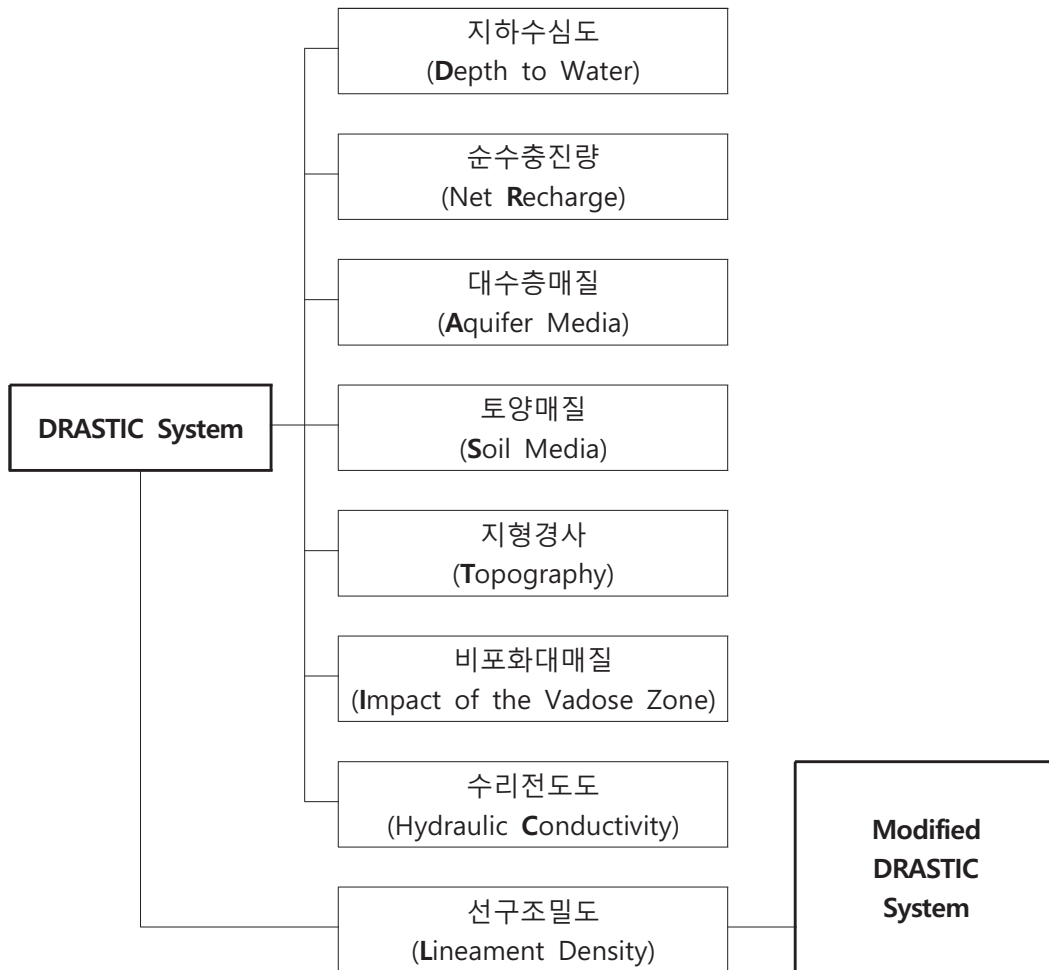 지하수심도
(Depth to Water)
순수충진량
(Net Recharge)
대수층매질
(Aquifer Media)
DRASTIC System
토양매질
(Soil Media)
지형경사
(Topography)
비포화대매질
(Impact of the Vadose Zone)
수리전도도
(Hydraulic Conductivity)
선구조밀도
(Lineament Density)
Modified
DRASTIC
System